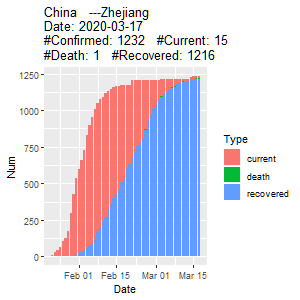 China ---Zhejiang
Date: 2020-03-17
#Confirmed: 1232 #Current: 15
#Death: 1 #Recovered: 1216
1250
1000
750
500
250
0
Num
Feb 01 Feb 15 Mar 01 Mar 15
Date
Type
current
death
recovered